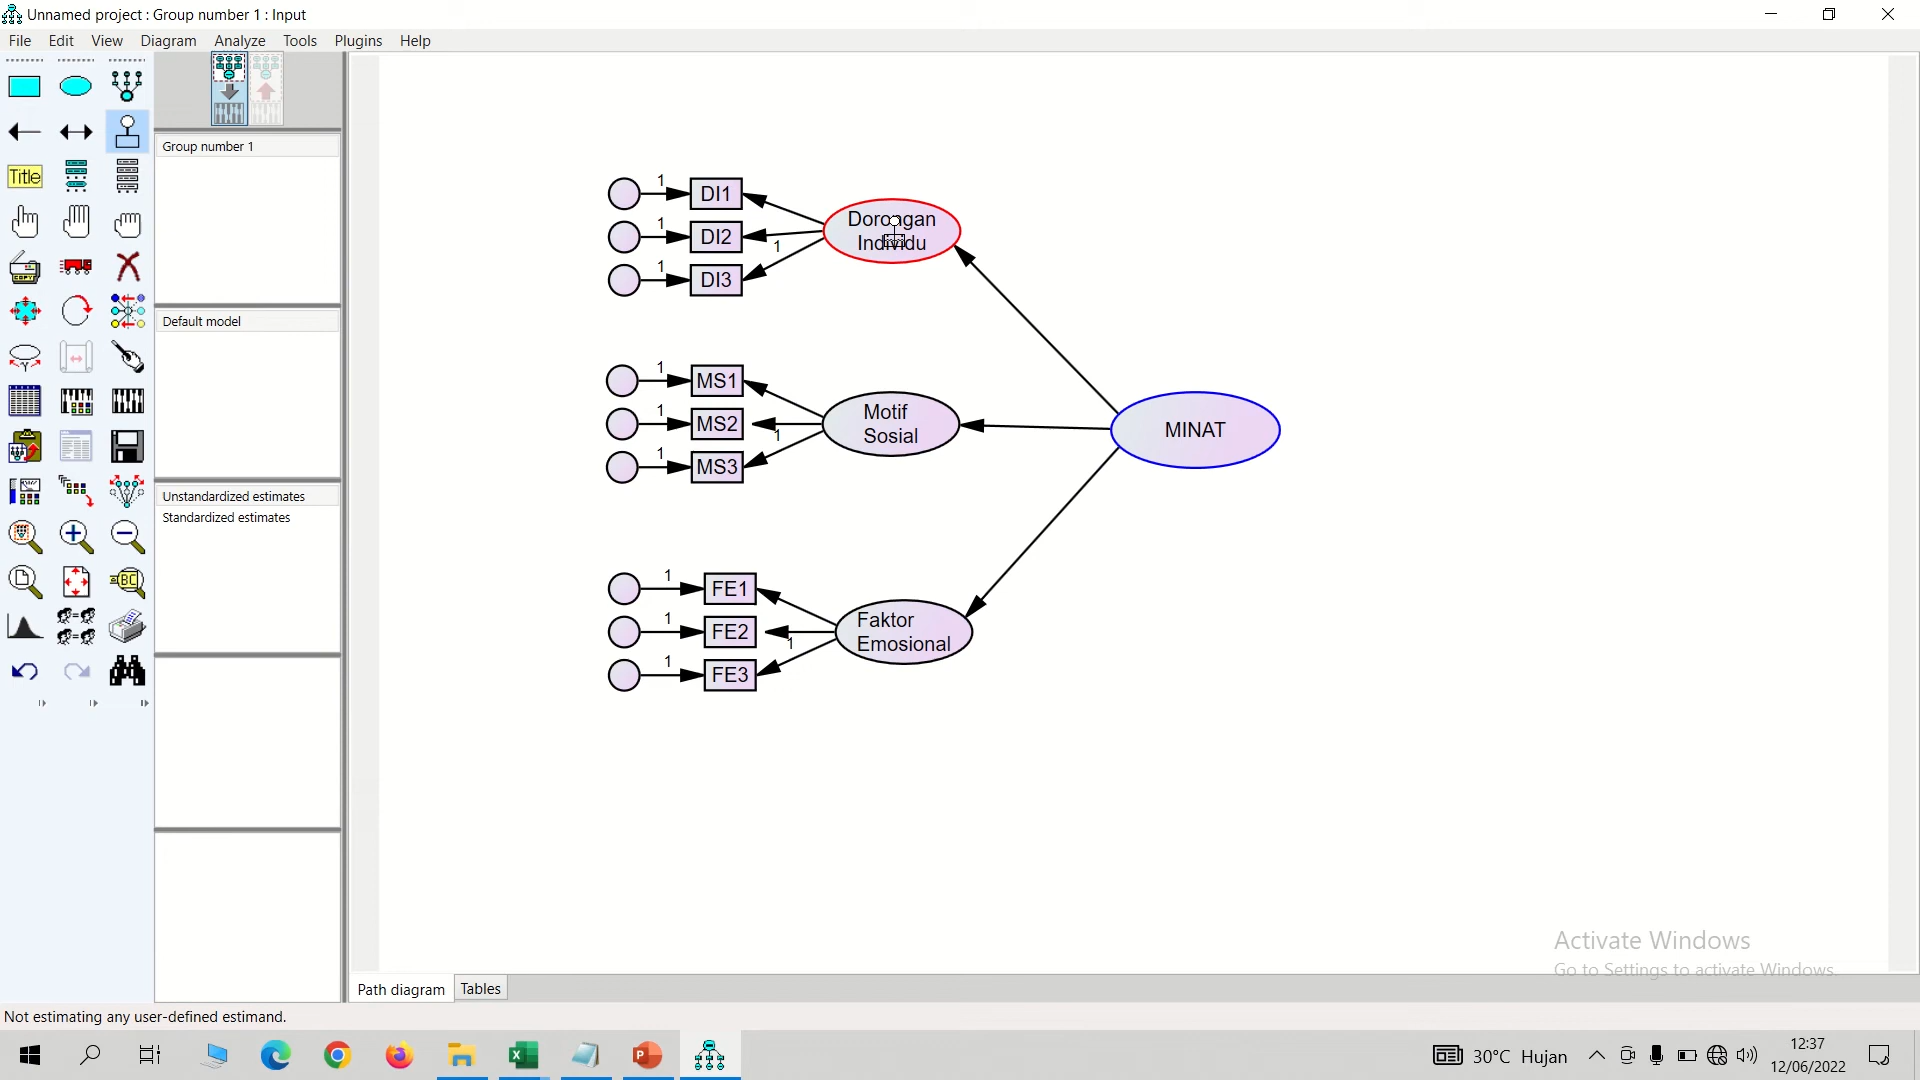 Unnamed project : Group number 1 : Input
File Edit View Diagram Analyze Tools Plugins Help
Title
Group number 1
Default model
Unstandardized estimates
Standardized estimates
1 DI1
1 DI2
1
1 DI3
Dorongan
Individu
1 MS1
1 MS2
1
1 MS3
Motif
Sosial
MINAT
1 FE1
1 FE2
1
1 FE3
Faktor
Emosional
Activate Windows
Go to Settings to activate Windows.
Path diagram Tables
Not estimating any user-defined estimand.
30°C Hujan
12:37
12/06/2022